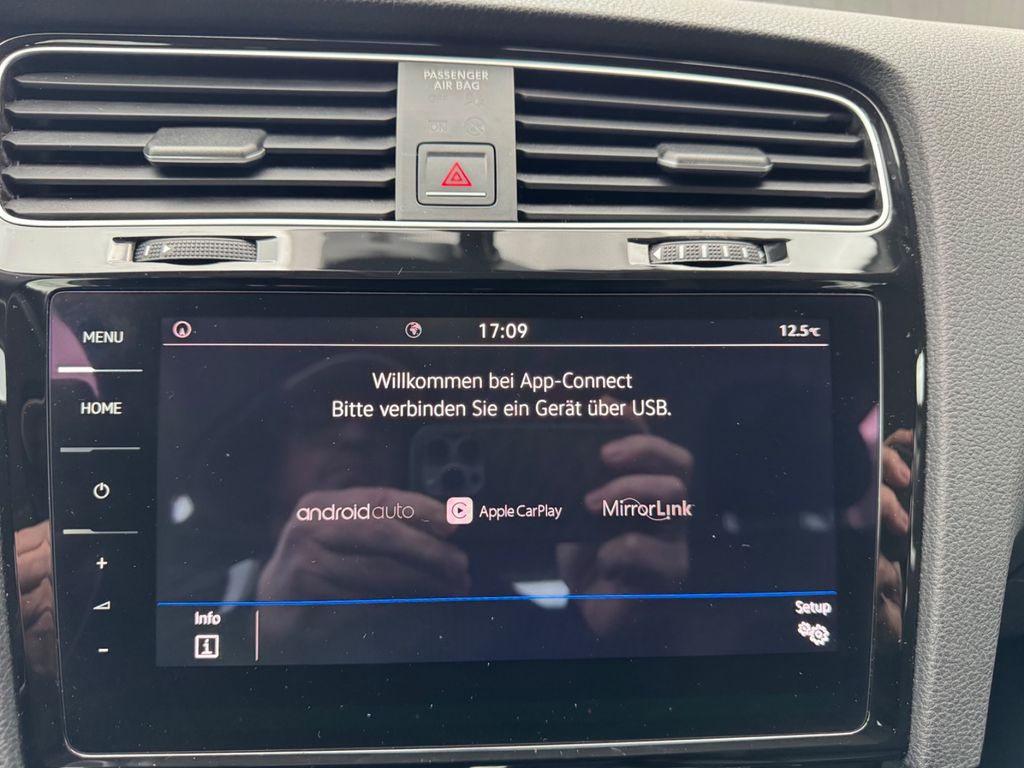 PASSENGER
AIR BAG
ON
MENU
17:09
12.5°C
HOME
Willkommen bei App-Connect
Bitte verbinden Sie ein Gerät über USB.
androidauto
Apple CarPlay
MirrorLink
+
-
Info
i
Setup